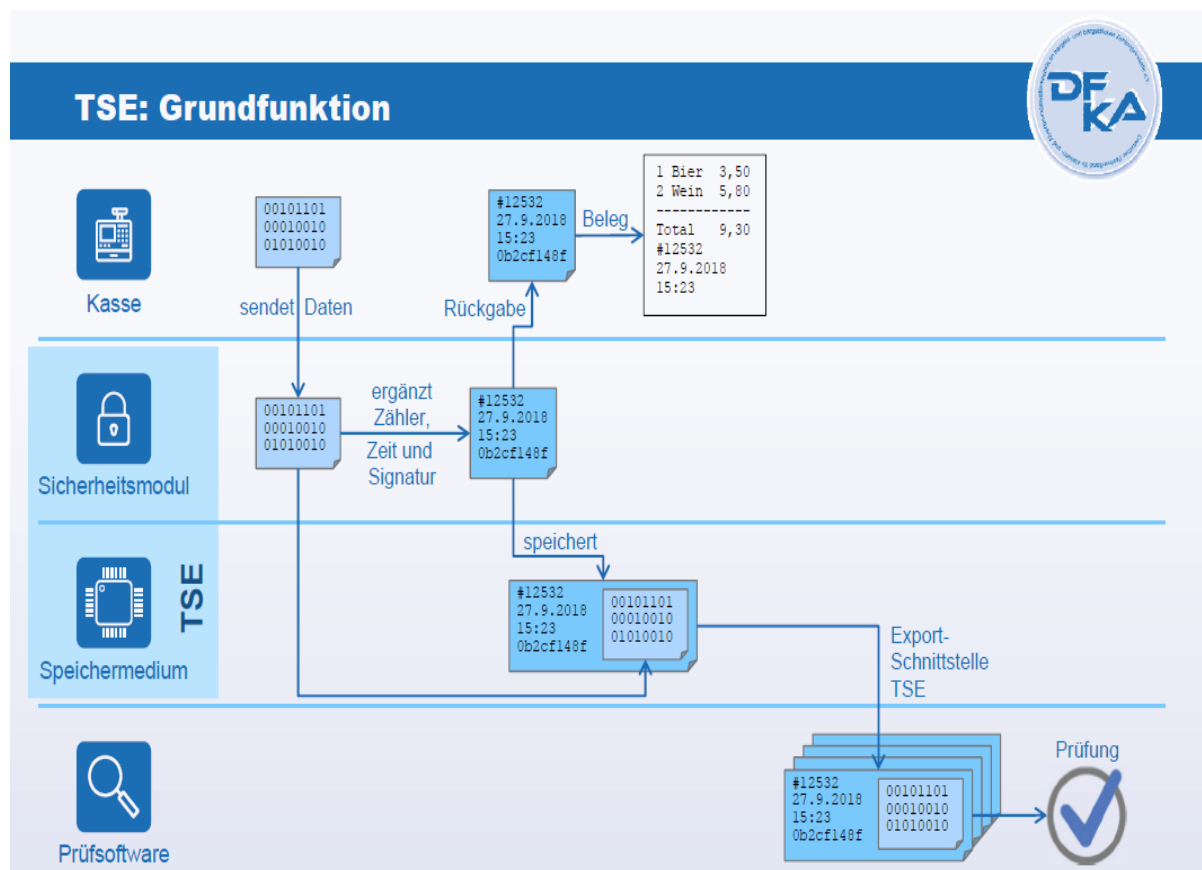 TSE: Grundfunktion
DFKA
Kasse
00101101
00010010
01010010
sendet Daten
#12532
27.9.2018
15:23
0b2cf148f
Rückgabe
Beleg
1 Bier 3,50
2 Wein 5,80
------------
Total 9,30
#12532
27.9.2018
15:23
Sicherheitsmodul
00101101
00010010
01010010
ergänzt
Zähler,
Zeit und
Signatur
#12532
27.9.2018
15:23
0b2cf148f
Speichermedium
TSE
speichert
#12532
27.9.2018
15:23
0b2cf148f
00101101
00010010
01010010
Export-
Schnittstelle
TSE
Prüfsoftware
#12532
27.9.2018
15:23
0b2cf148f
00101101
00010010
01010010
Prüfung